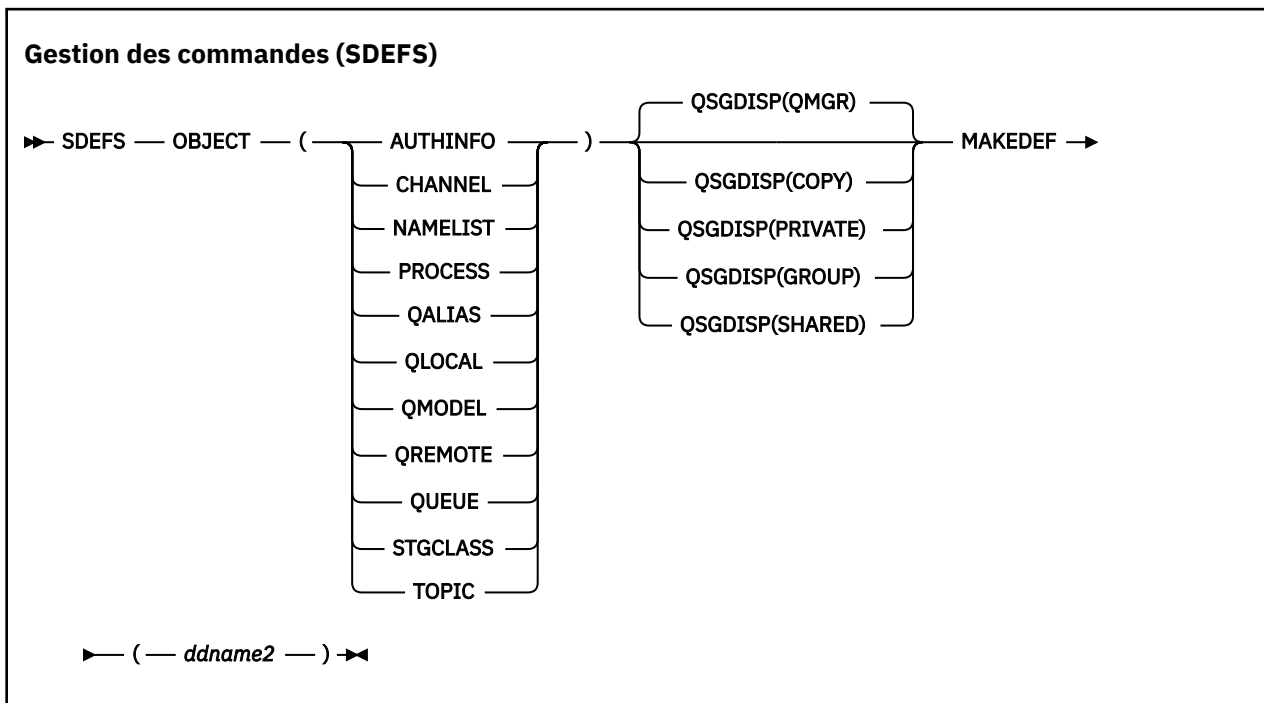 Gestion des commandes (SDEFS)
QSGDISP(QMGR)
SDEFS OBJECT ( AUTHINFO ) MAKEDEF
CHANNEL QSGDISP(COPY)
NAMELIST QSGDISP(PRIVATE)
PROCESS QSGDISP(GROUP)
QALIAS QSGDISP(SHARED)
QLOCAL
QMODEL
QREMOTE
QUEUE
STGCLASS
TOPIC
( ddname2 )